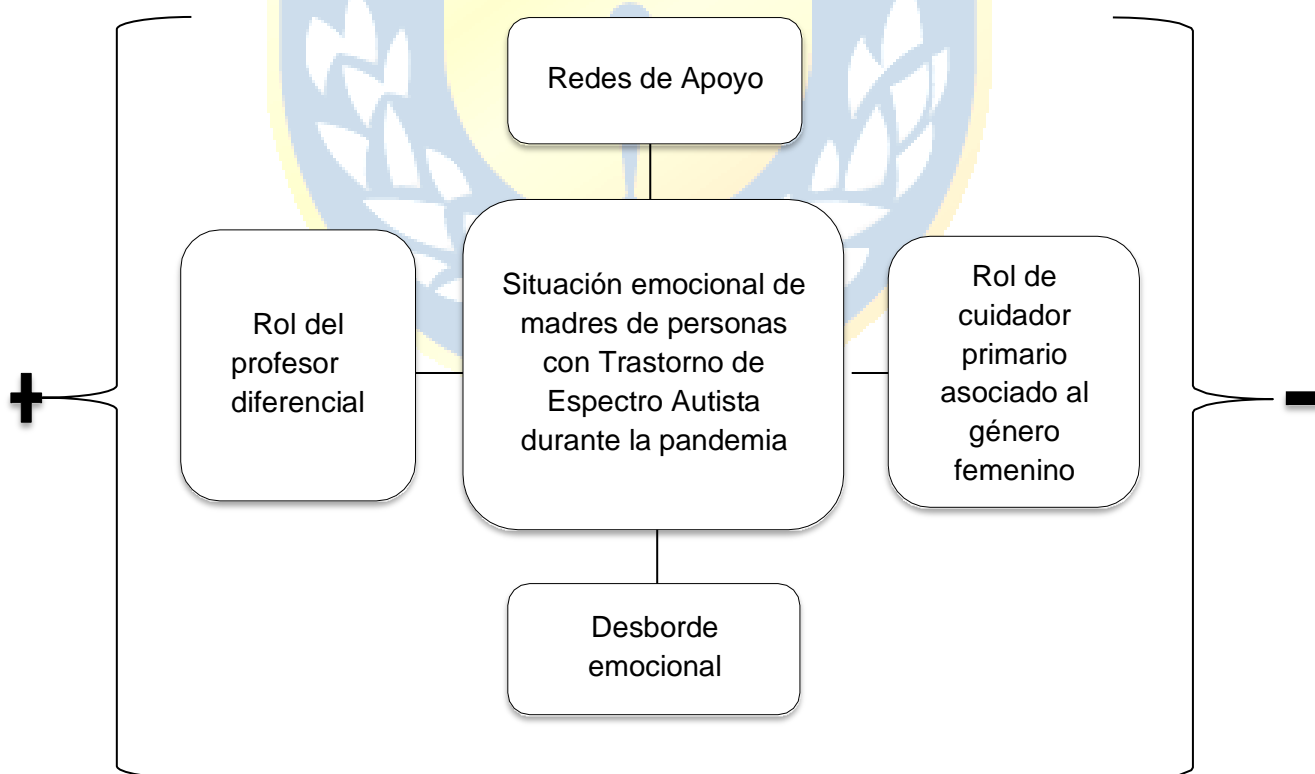 Redes de Apoyo
Rol del
profesor
diferencial
Situación emocional de
madres de personas
con Trastorno de
Espectro Autista
durante la pandemia
Rol de
cuidador
primario
asociado al
género
femenino
+
-
Desborde
emocional